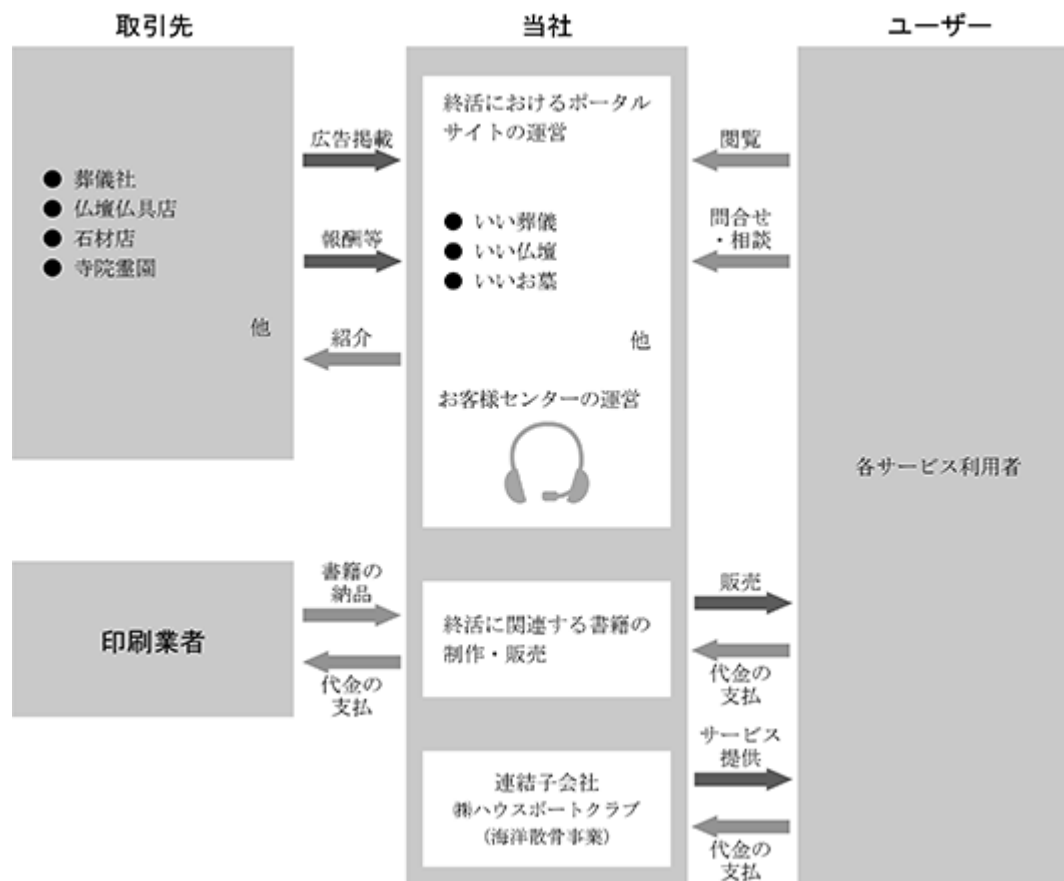 取引先
当社
ユーザー
● 葬儀社
● 仏壇仏具店
● 石材店
● 寺院霊園
他
広告掲載
報酬等
紹介
終活におけるポータル
サイトの運営
● いい葬儀
● いい仏壇
● いいお墓
他
お客様センターの運営
閲覧
問合せ
・相談
各サービス利用者
印刷業者
書籍の
納品
代金の
支払
終活に関連する書籍の
制作・販売
販売
代金の
支払
連結子会社
㈱ハウスボートクラブ
(海洋散骨事業)
サービス
提供
代金の
支払